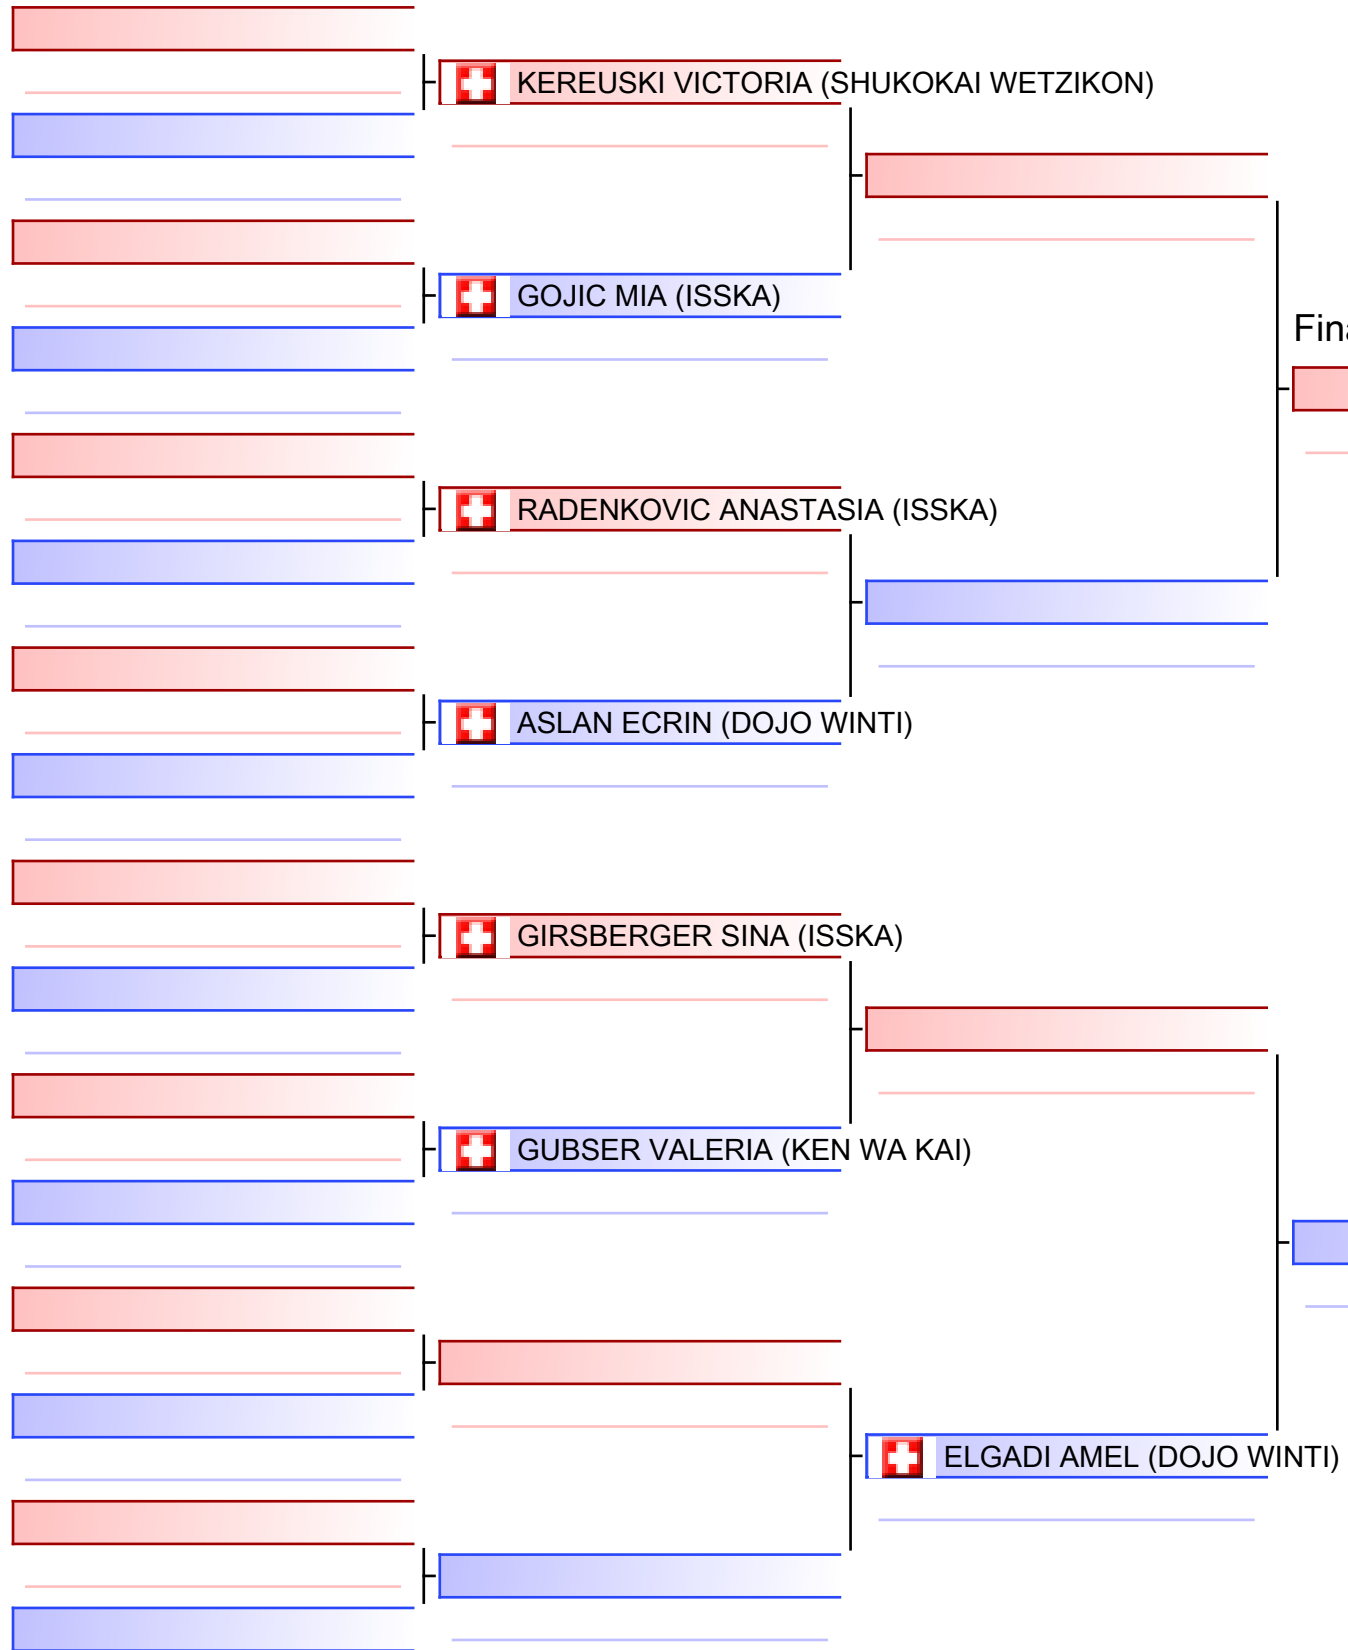 KEREUSKI VICTORIA (SHUKOKAI WETZIKON)
GOJIC MIA (ISSKA)
RADENKOVIC ANASTASIA (ISSKA)
ASLAN ECRIN (DOJO WINTI)
GIRSBERGER SINA (ISSKA)
GUBSER VALERIA (KEN WA KAI)
ELGADI AMEL (DOJO WINTI)